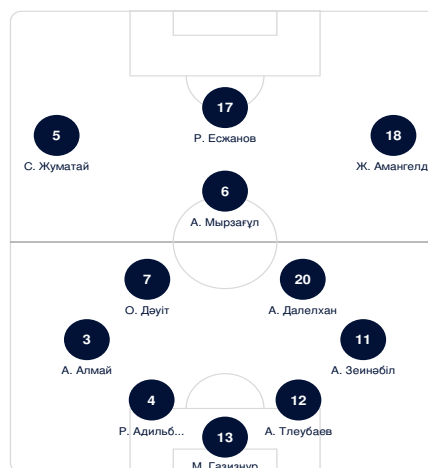 17
Р. Есжанов
5
С. Жуматай
18
Ж. Амангелд
6
А. Мырзағұл
7
О. Дәуіт
20
А. Далелхан
3
А. Алмай
11
А. Зеинәбіл
4
Р. Адильб...
12
А. Тлеубаев
13
М. Газизнур